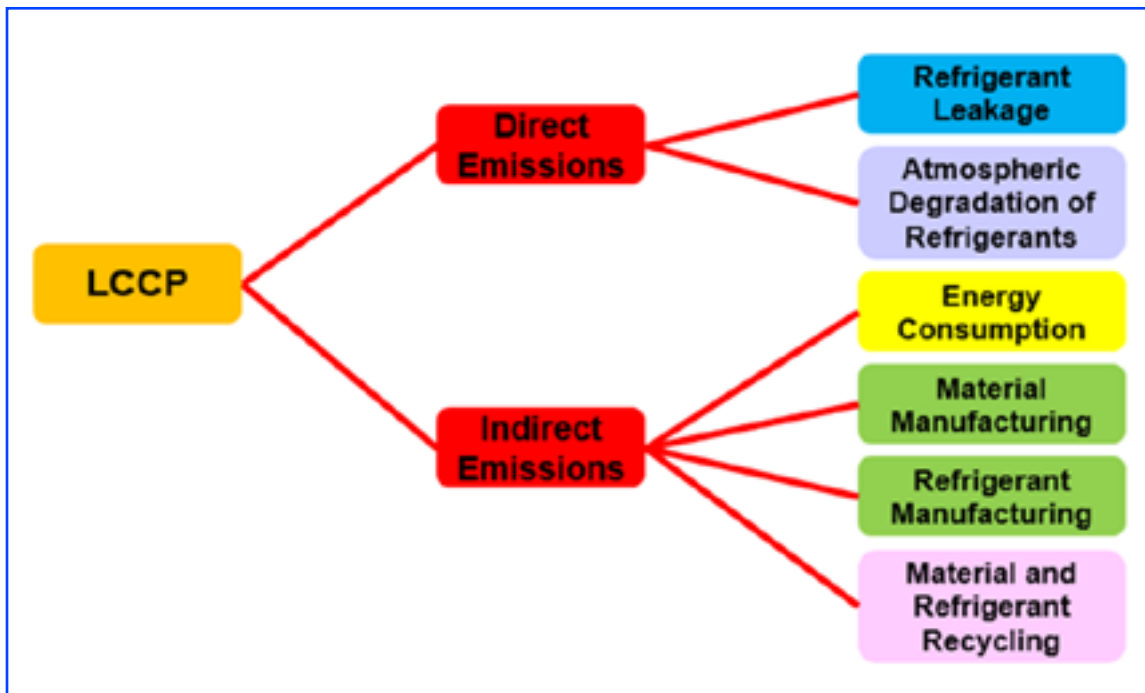 LCCP
Direct
Emissions
Refrigerant
Leakage
Atmospheric
Degradation of
Refrigerants
Indirect
Emissions
Energy
Consumption
Material
Manufacturing
Refrigerant
Manufacturing
Material and
Refrigerant
Recycling